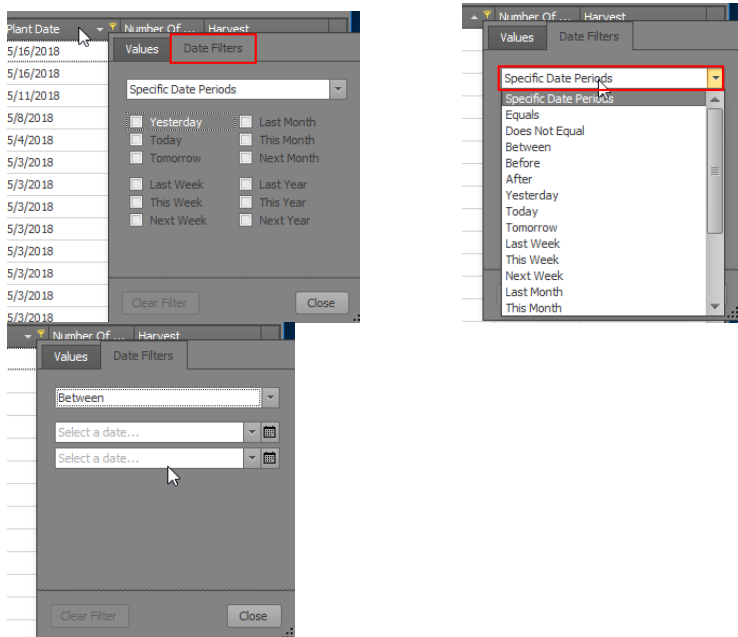 Plant Date Number Of ... Harvest
5/16/2018
5/16/2018
5/11/2018
5/8/2018
5/4/2018
5/3/2018
5/3/2018
5/3/2018
5/3/2018
5/3/2018
5/3/2018
5/3/2018
5/3/2018
Values Date Filters
Specific Date Periods
Yesterday Last Month
Today This Month
Tomorrow Next Month
Last Week Last Year
This Week This Year
Next Week Next Year
Clear Filter Close
Number Of ... Harvest
Values Date Filters
Specific Date Periods
Specific Date Periods
Equals
Does Not Equal
Between
Before
After
Yesterday
Today
Tomorrow
Last Week
This Week
Next Week
Last Month
This Month
Number Of ... Harvest
Values Date Filters
Between
Select a date...
Select a date...
Clear Filter Close